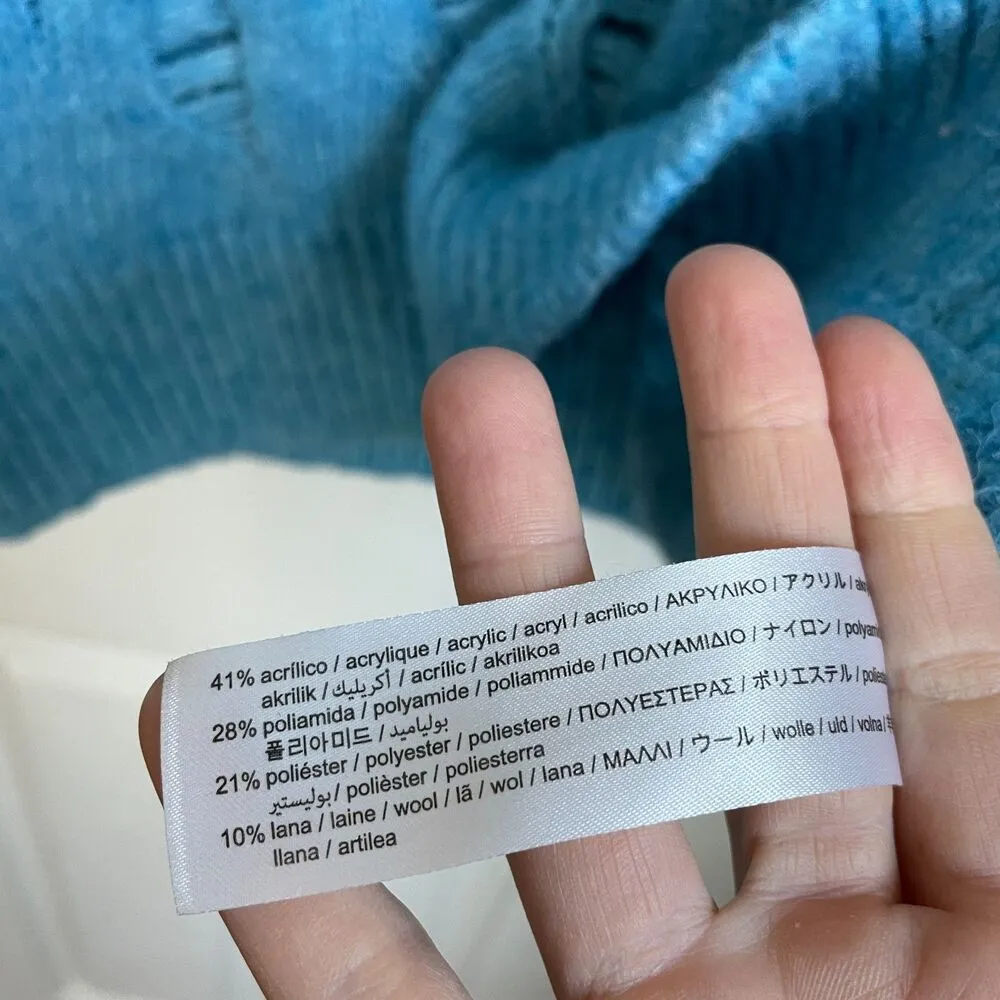 41% acrílico / acrylique / acrylic / acryl / acrilico / ΑΚΡΥΛΙΚΟ / アクリル /
akrilik / أكريليك / acrílic / akrilikoa
28% poliamida / polyamide / poliammide / ΠΟΛΥΑΜΙΔΙΟ / ナイロン /
폴리아미드 / بولياميد
21% poliéster / polyester / poliestere / ΠΟΛΥΕΣΤΕΡΑΣ / ポリエステル /
بوليستير / polièster / poliesterra
10% lana / laine / wool / lã / wol / lana / ΜΑΛΛΙ / ウール / wolle / uld / volna /
llana / artilea